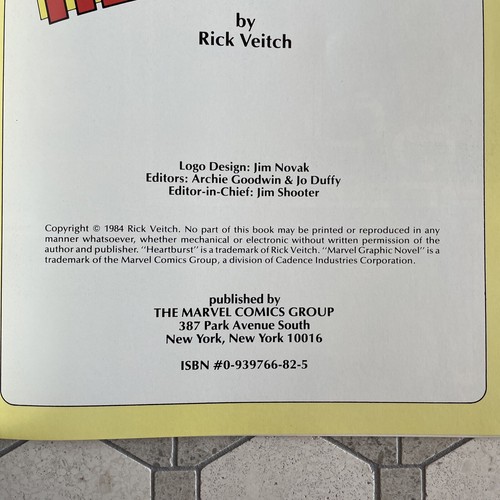 by
Rick Veitch
Logo Design: Jim Novak
Editors: Archie Goodwin & Jo Duffy
Editor-in-Chief: Jim Shooter
Copyright © 1984 Rick Veitch. No part of this book may be printed or reproduced in any
manner whatsoever, whether mechanical or electronic without written permission of the
author and publisher. "Heartburst" is a trademark of Rick Veitch. "Marvel Graphic Novel" is a
trademark of the Marvel Comics Group, a division of Cadence Industries Corporation.
published by
THE MARVEL COMICS GROUP
387 Park Avenue South
New York, New York 10016
ISBN #0-939766-82-5